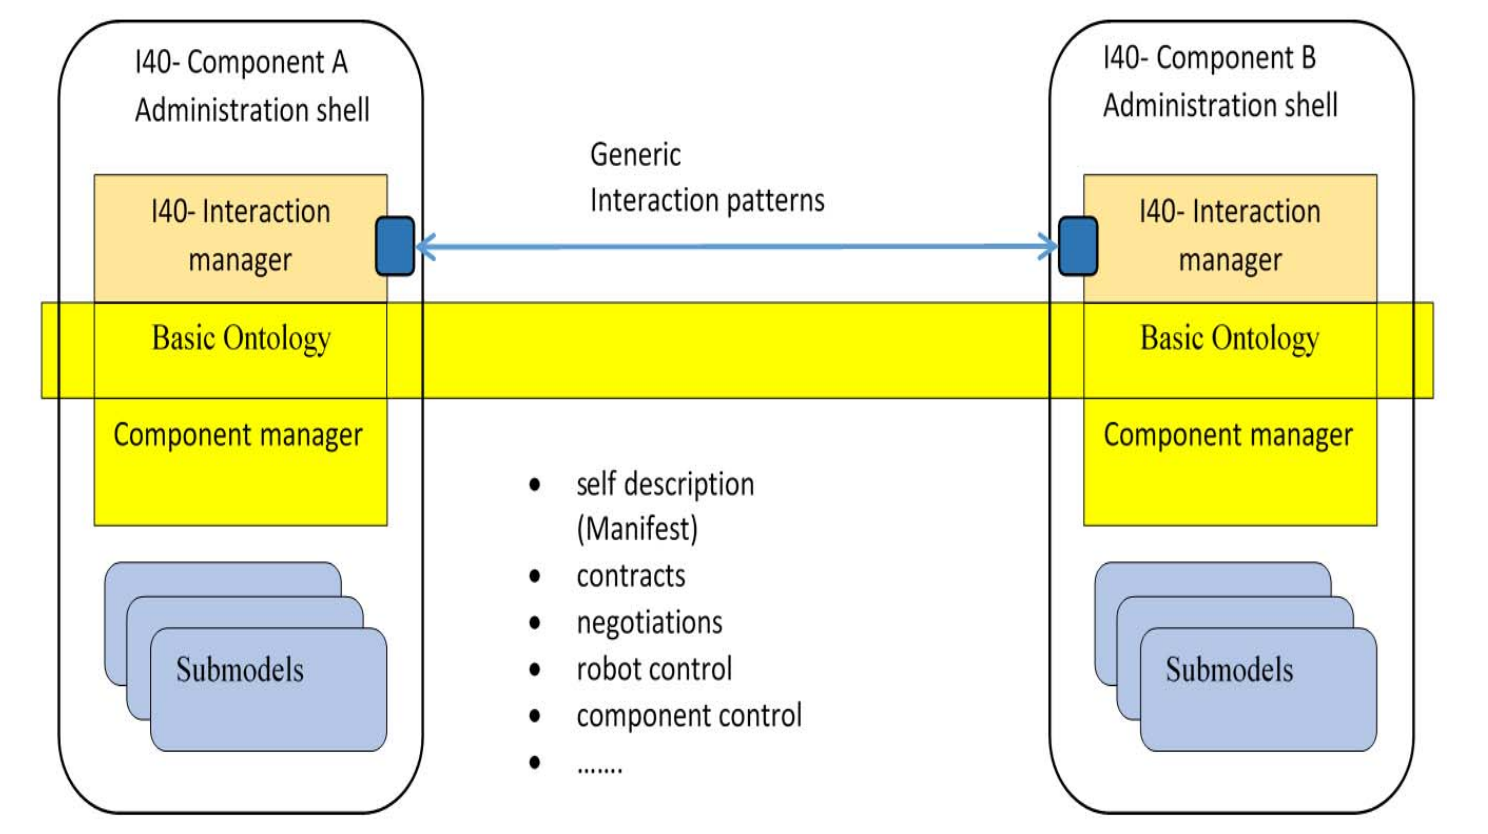 I40- Component A
Administration shell
I40- Interaction
manager
Basic Ontology
Component manager
Submodels
Generic
Interaction patterns
• self description
(Manifest)
• contracts
• negotiations
• robot control
• component control
• .......
I40- Component B
Administration shell
I40- Interaction
manager
Basic Ontology
Component manager
Submodels